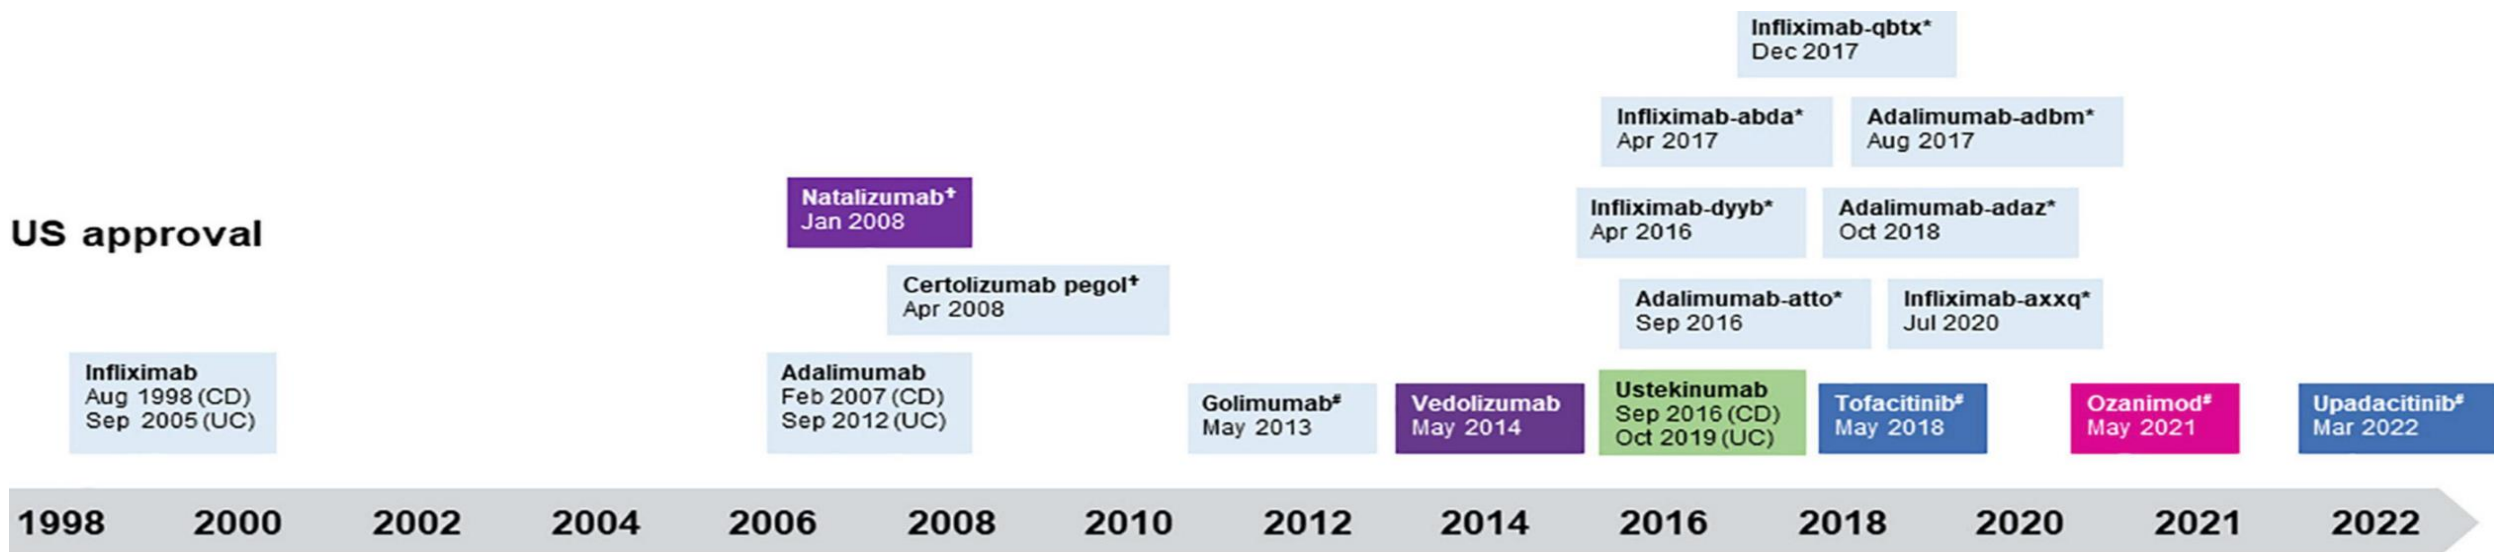 Infliximab-qbtx*
Dec 2017
Infliximab-abda*
Apr 2017
Adalimumab-adbm*
Aug 2017
Natalizumab†
Jan 2008
Infliximab-dyyb*
Apr 2016
Adalimumab-adaz*
Oct 2018
US approval
Certolizumab pegol†
Apr 2008
Adalimumab-atto*
Sep 2016
Infliximab-axxq*
Jul 2020
Infliximab
Aug 1998 (CD)
Sep 2005 (UC)
Adalimumab
Feb 2007 (CD)
Sep 2012 (UC)
Golimumab#
May 2013
Vedolizumab
May 2014
Ustekinumab
Sep 2016 (CD)
Oct 2019 (UC)
Tofacitinib#
May 2018
Ozanimod#
May 2021
Upadacitinib#
Mar 2022
1998 2000 2002 2004 2006 2008 2010 2012 2014 2016 2018 2020 2021 2022